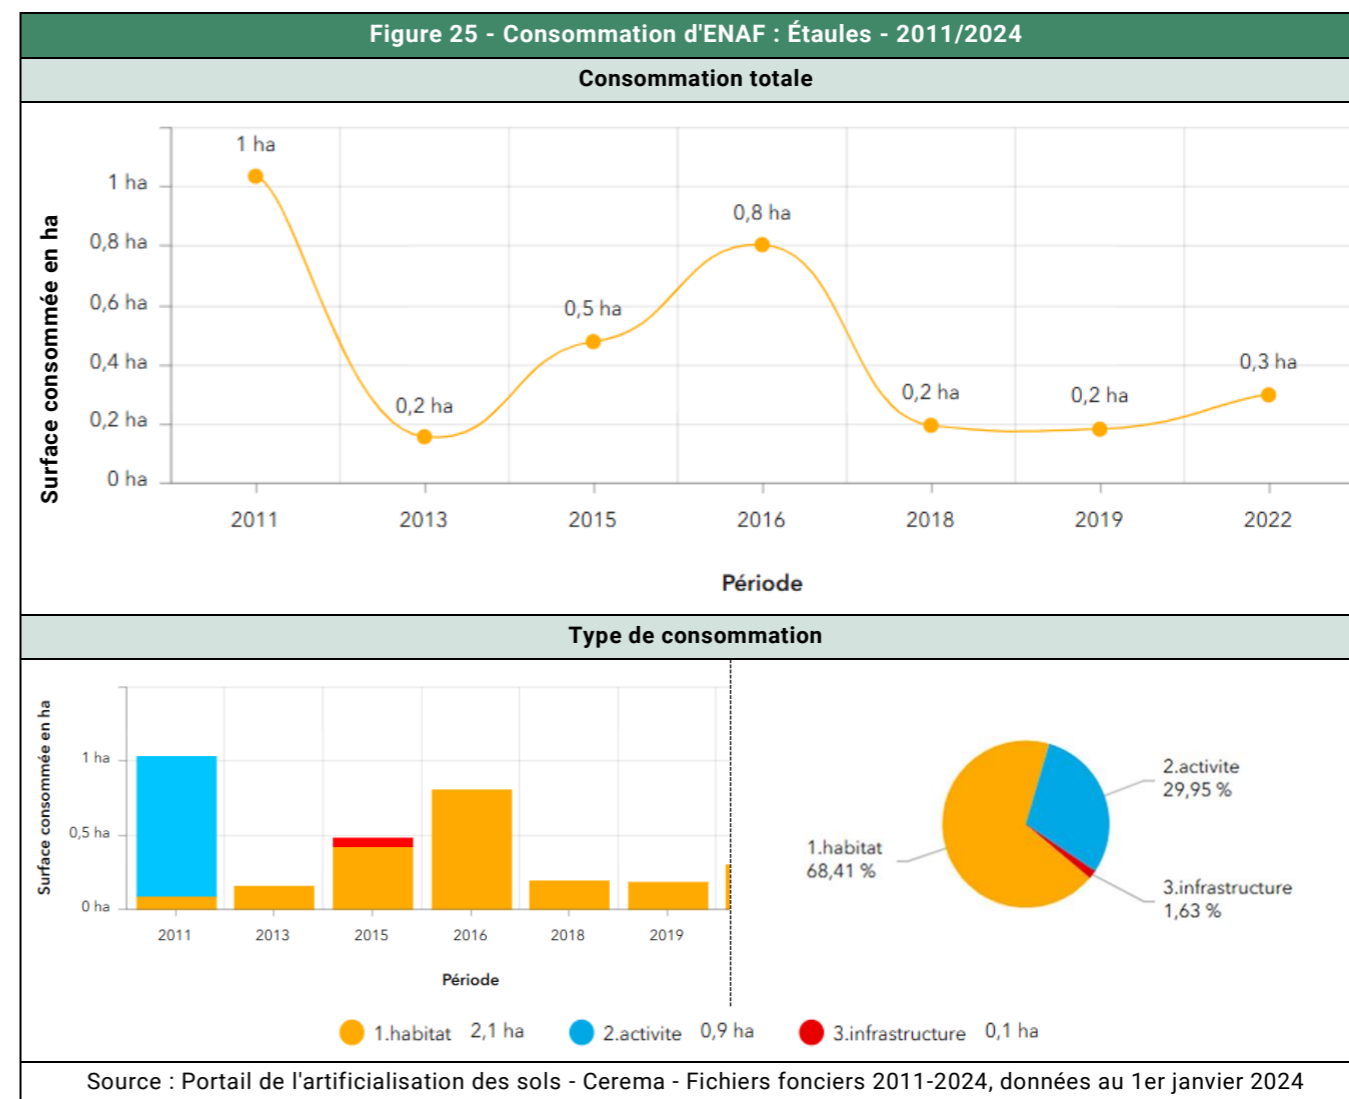 Figure 25 - Consommation d'ENAF : Étaules - 2011/2024
Consommation totale
Surface consommée en ha
1 ha
0,8 ha
0,6 ha
0,4 ha
0,2 ha
0 ha
1 ha
0,2 ha
0,5 ha
0,8 ha
0,2 ha
0,2 ha
0,3 ha
2011 2013 2015 2016 2018 2019 2022
Période
Type de consommation
Surface consommée en ha
1 ha
0,5 ha
0 ha
2011 2013 2015 2016 2018 2019
Période
2.activite
29,95 %
1.habitat
68,41 %
3.infrastructure
1,63 %
1.habitat 2,1 ha 2.activite 0,9 ha 3.infrastructure 0,1 ha
Source : Portail de l'artificialisation des sols - Cerema - Fichiers fonciers 2011-2024, données au 1er janvier 2024